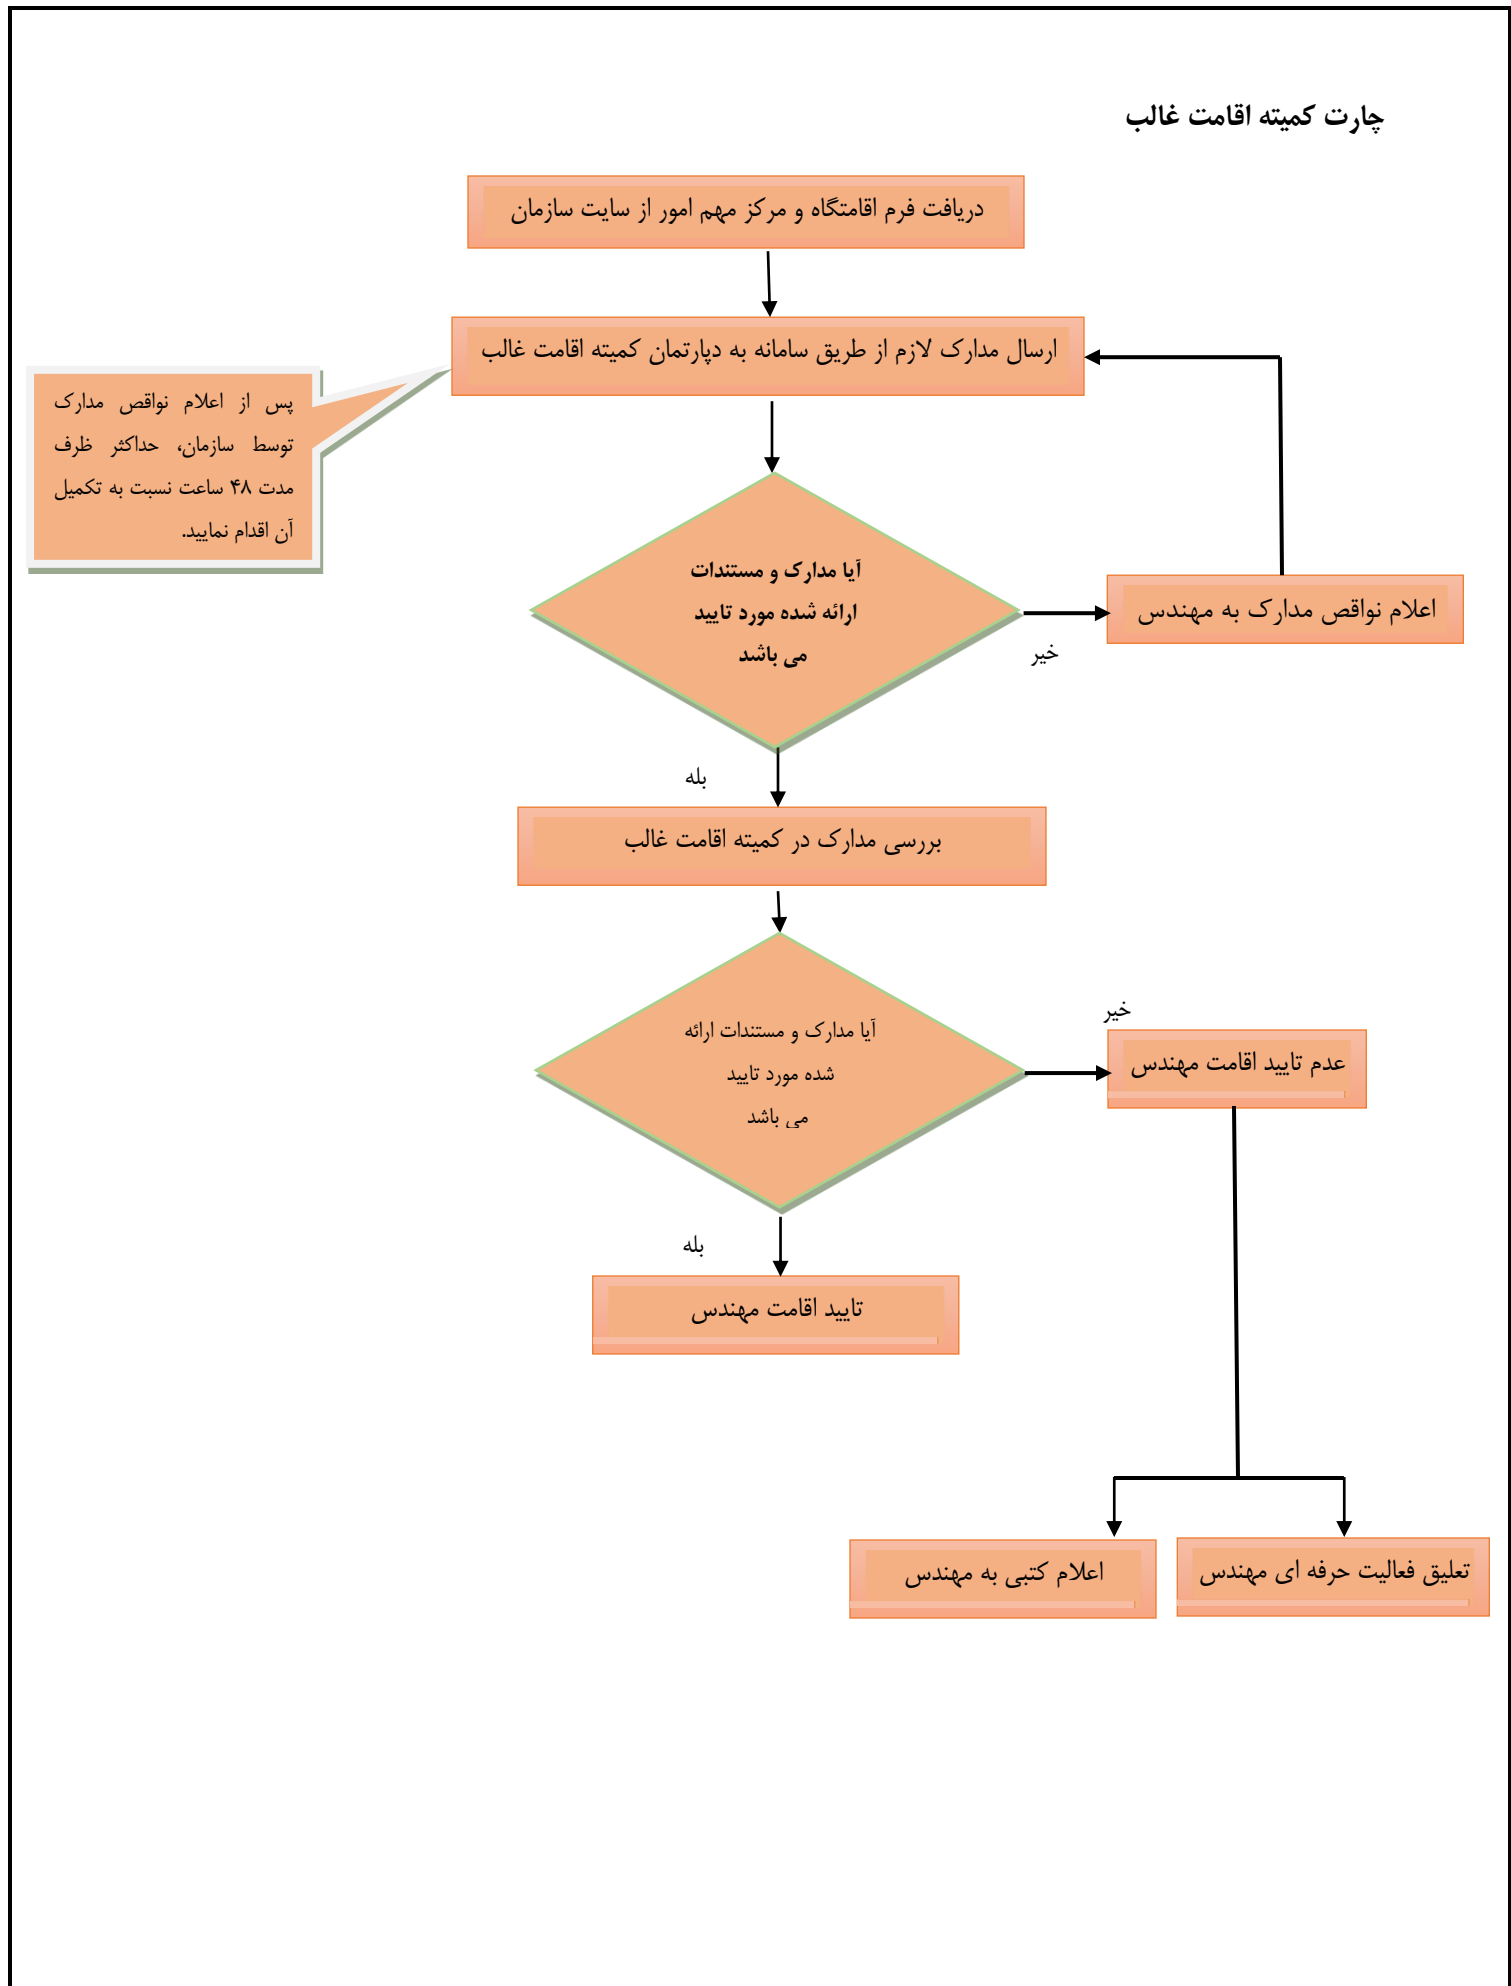 چارت کمیته اقامت غالب
دریافت فرم اقامتگاه و مرکز مهم امور از سایت سازمان
ارسال مدارک لازم از طریق سامانه به دپارتمان کمیته اقامت غالب
پس از اعلام نواقص مدارک
توسط سازمان، حداکثر ظرف
مدت ۴۸ ساعت نسبت به تکمیل
آن اقدام نمایید.
آیا مدارک و مستندات
ارائه شده مورد تایید
می باشد
خیر
اعلام نواقص مدارک به مهندس
بله
بررسی مدارک در کمیته اقامت غالب
آیا مدارک و مستندات ارائه
شده مورد تایید
می باشد
خیر
عدم تایید اقامت مهندس
بله
تایید اقامت مهندس
تعلیق فعالیت حرفه ای مهندس
اعلام کتبی به مهندس